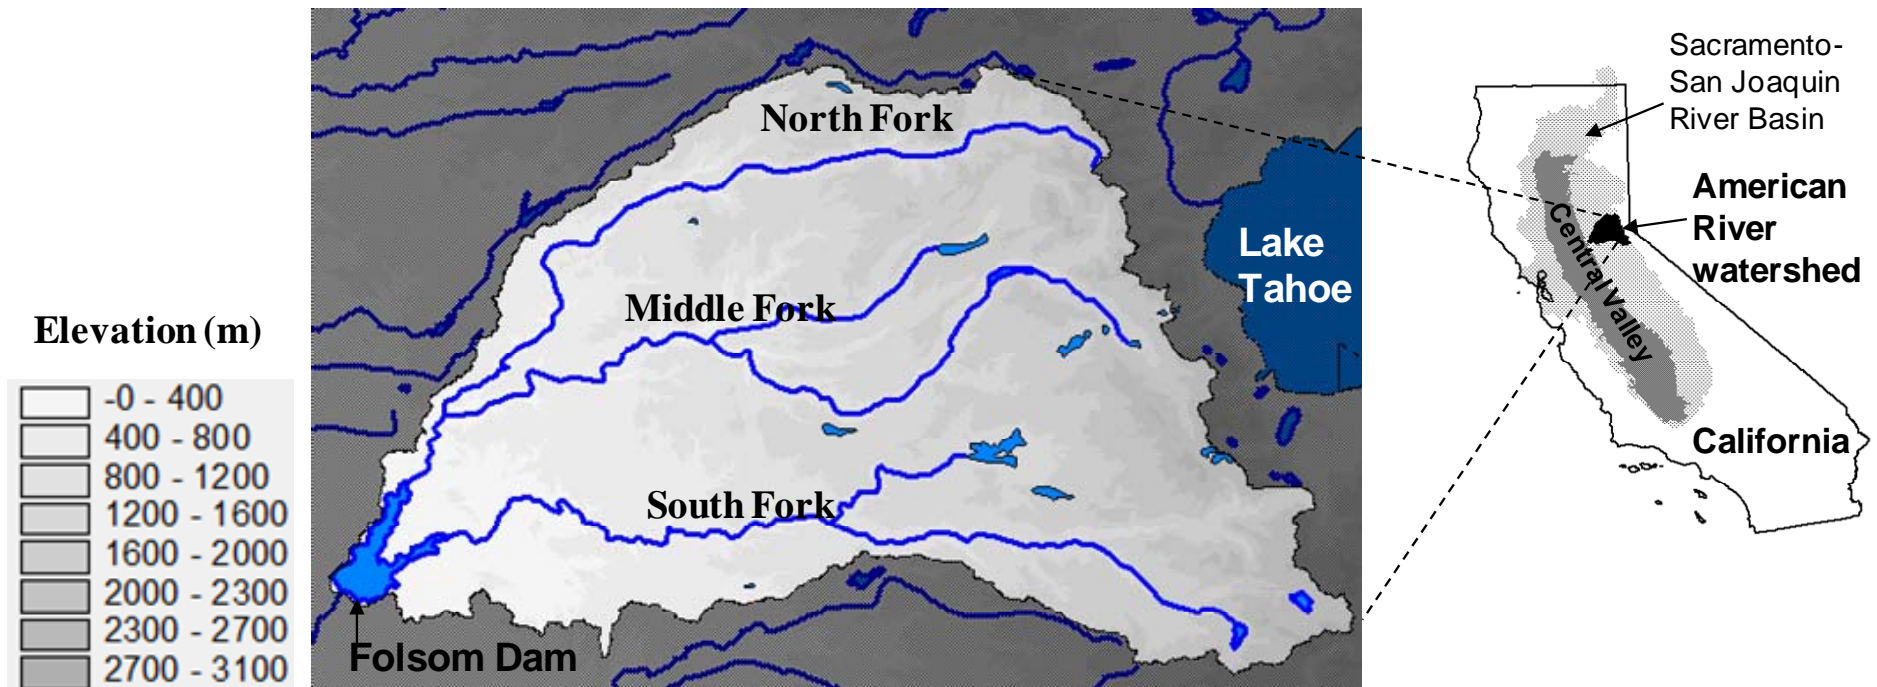 Elevation (m)
-0 - 400
400 - 800
800 - 1200
1200 - 1600
1600 - 2000
2000 - 2300
2300 - 2700
2700 - 3100
North Fork
Middle Fork
South Fork
Folsom Dam
Lake
Tahoe
Sacramento-
San Joaquin
River Basin
American
River
watershed
Central Valley
California